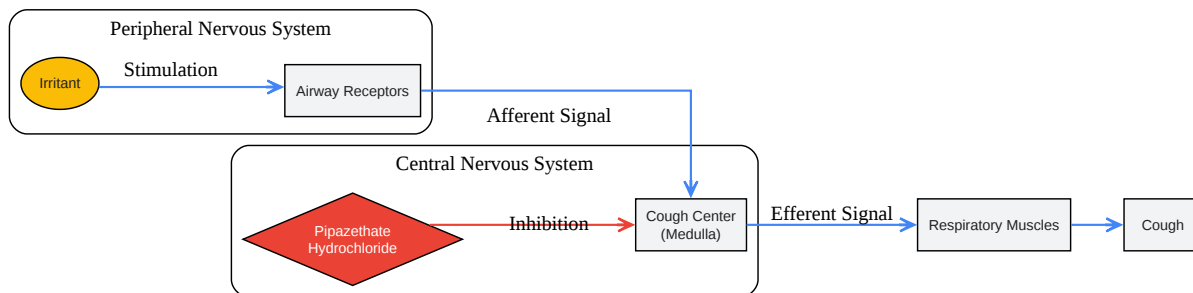 Peripheral Nervous System
Irritant
Stimulation
Airway Receptors
Afferent Signal
Central Nervous System
Pipazethate
Hydrochloride
Inhibition
Cough Center
(Medulla)
Efferent Signal
Respiratory Muscles
Cough